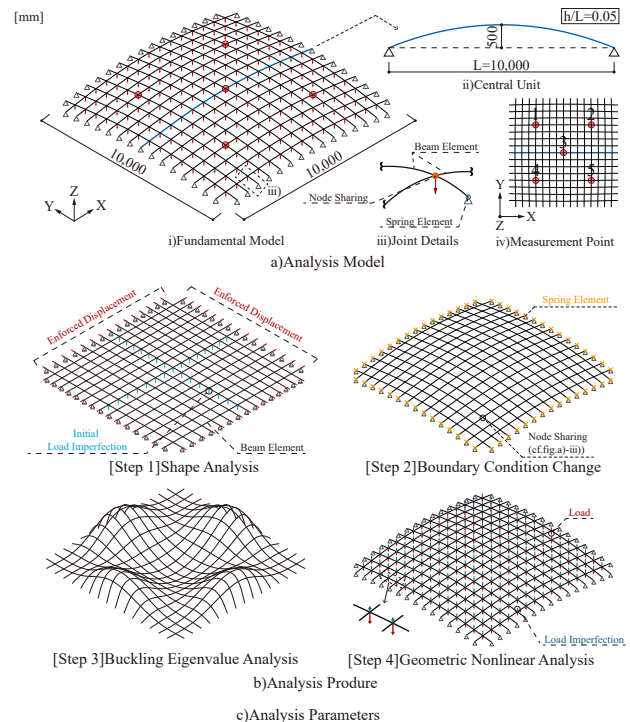 [mm]
h/L=0.05
500
L=10,000
ii)Central Unit
10,000
10,000
iii)
Z
Y
X
i)Fundamental Model
Beam Element
Node Sharing
Spring Element
iii)Joint Details
1
2
3
4
5
Y
Z
X
iv)Measurement Point
a)Analysis Model
Enforced Displacement
Enforced Displacement
Initial
Load Imperfection
Beam Element
[Step 1]Shape Analysis
Spring Element
Node Sharing
(cf.fig.a)-iii))
[Step 2]Boundary Condition Change
[Step 3]Buckling Eigenvalue Analysis
Load
Load Imperfection
[Step 4]Geometric Nonlinear Analysis
b)Analysis Produre
c)Analysis Parameters